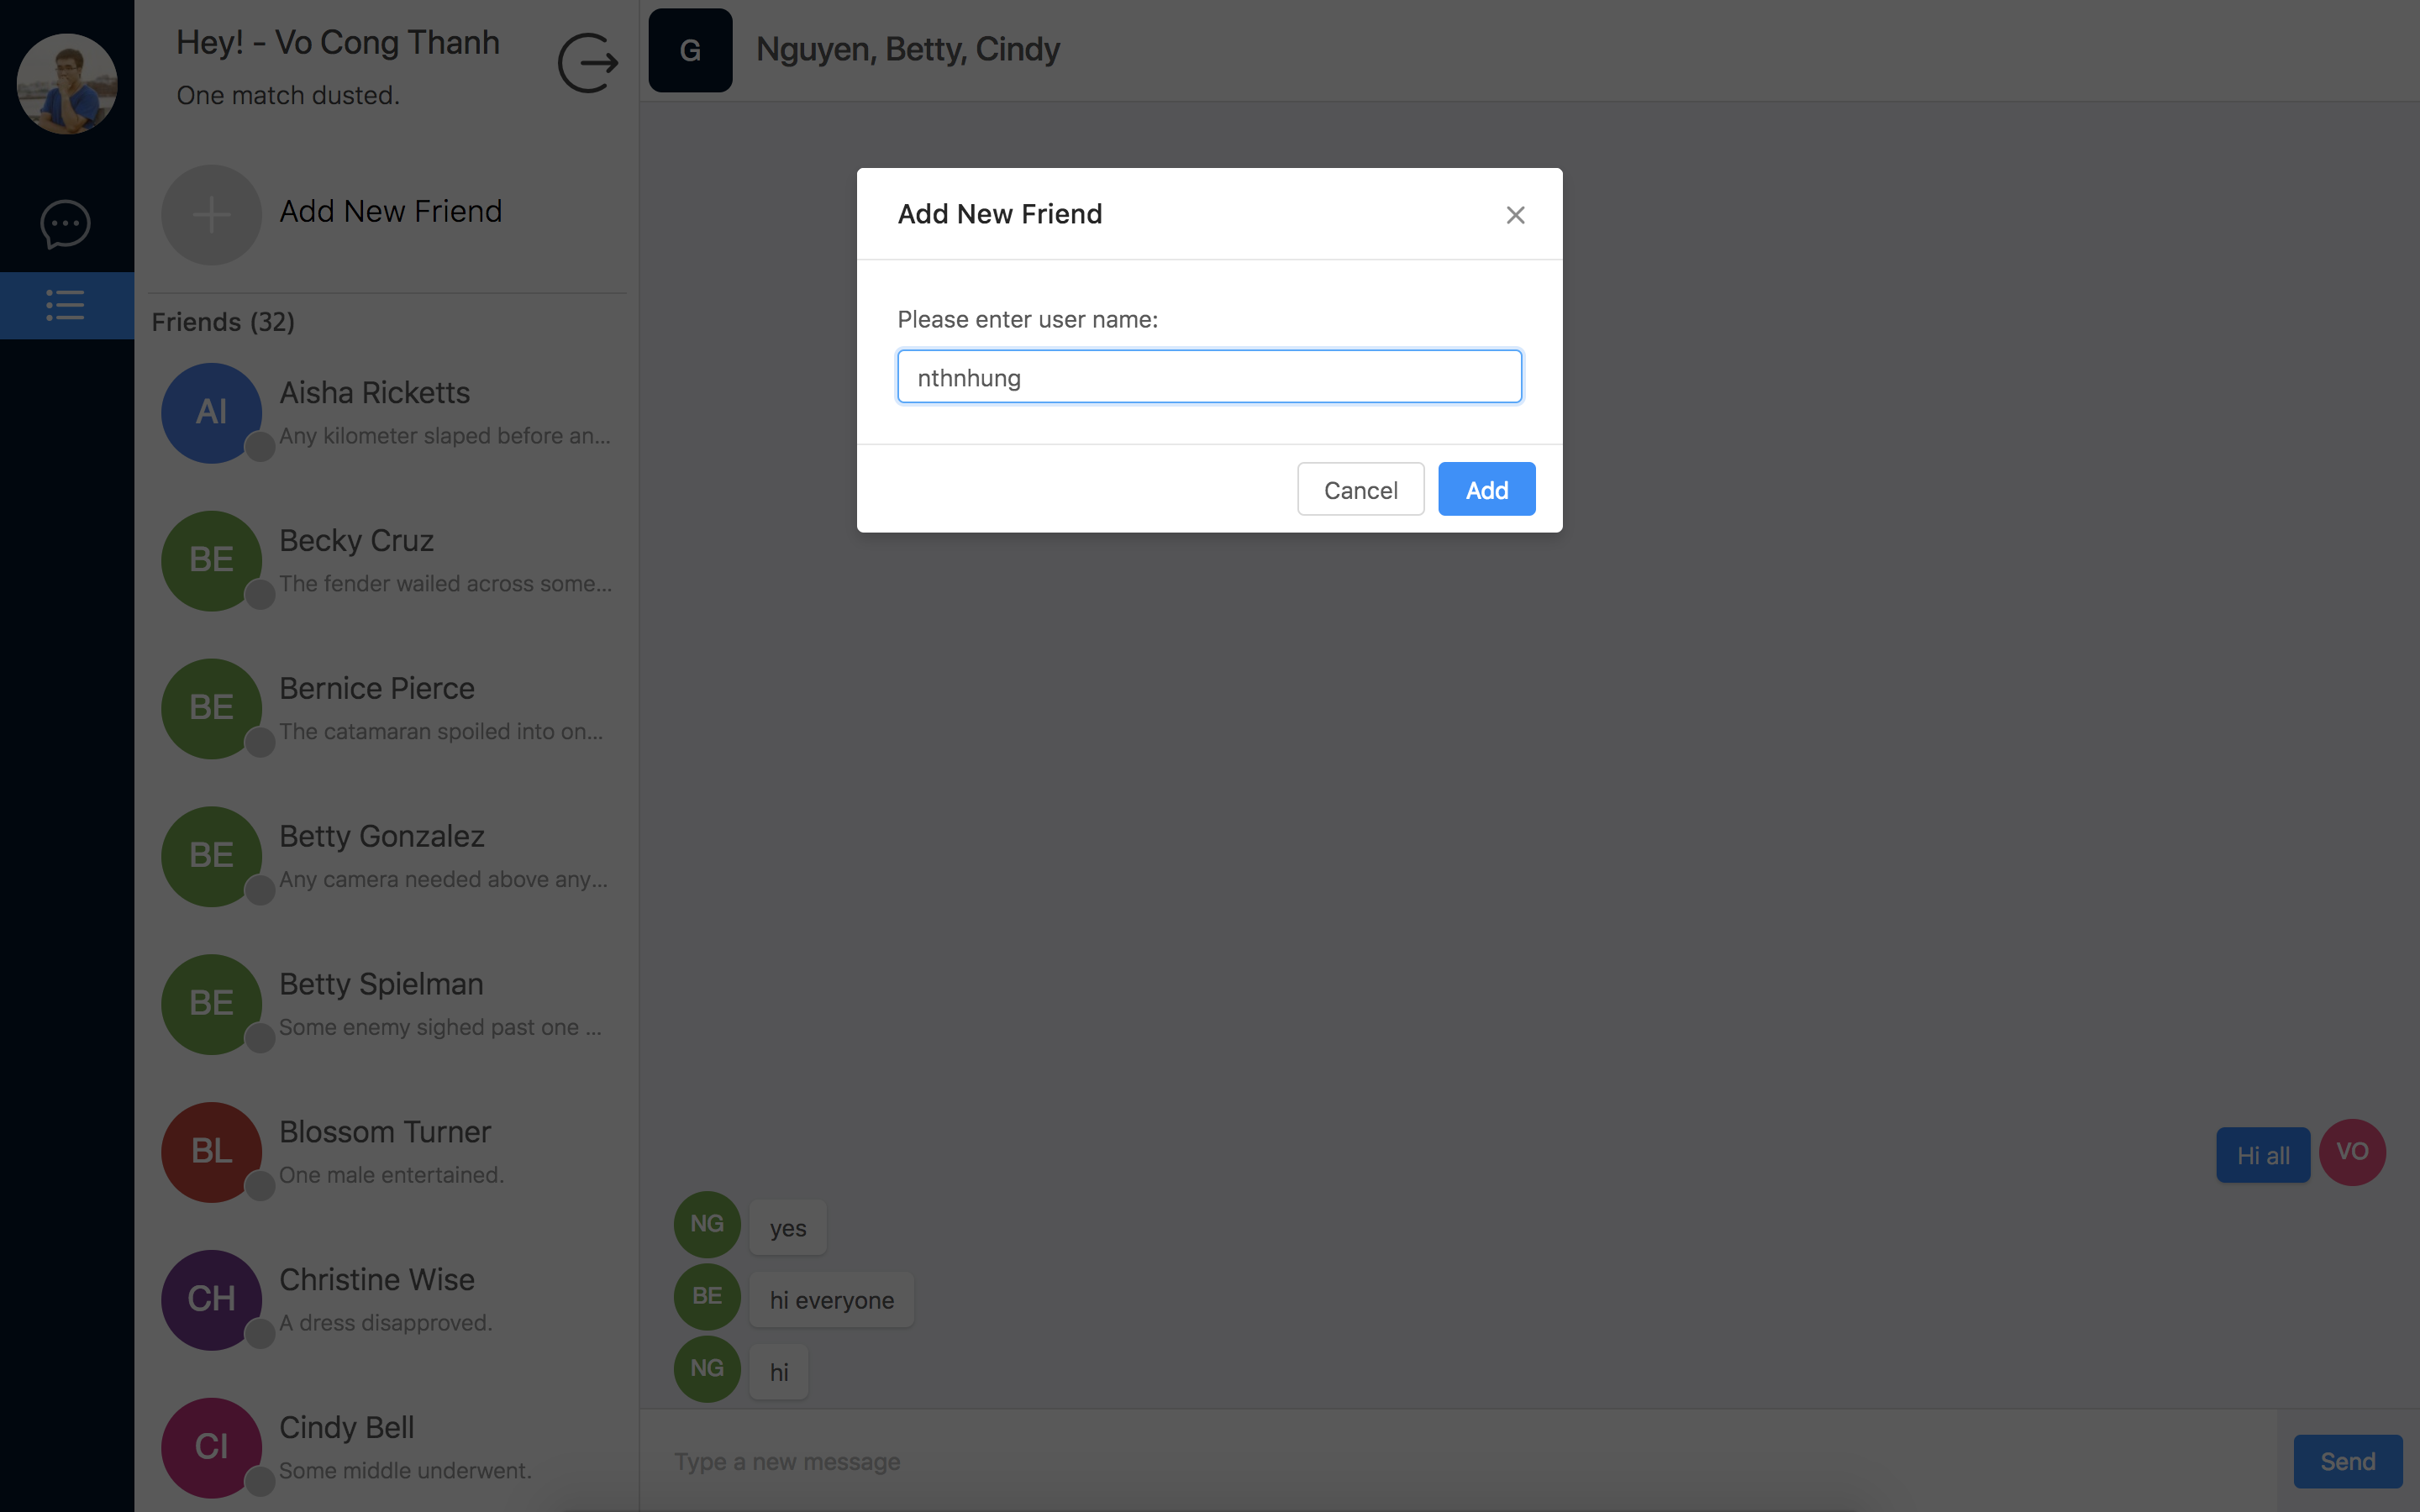 Hey! - Vo Cong Thanh
One match dusted.
Add New Friend
Friends (32)
AI
Aisha Ricketts
Any kilometer slaped before an...
BE
Becky Cruz
The fender wailed across some...
BE
Bernice Pierce
The catamaran spoiled into on...
BE
Betty Gonzalez
Any camera needed above any...
BE
Betty Spielman
Some enemy sighed past one ...
BL
Blossom Turner
One male entertained.
CH
Christine Wise
A dress disapproved.
CI
Cindy Bell
Some middle underwent.
G
Nguyen, Betty, Cindy
Add New Friend
Please enter user name:
nthnhung
Cancel
Add
Hi all
VO
NG
yes
BE
hi everyone
NG
hi
Type a new message
Send